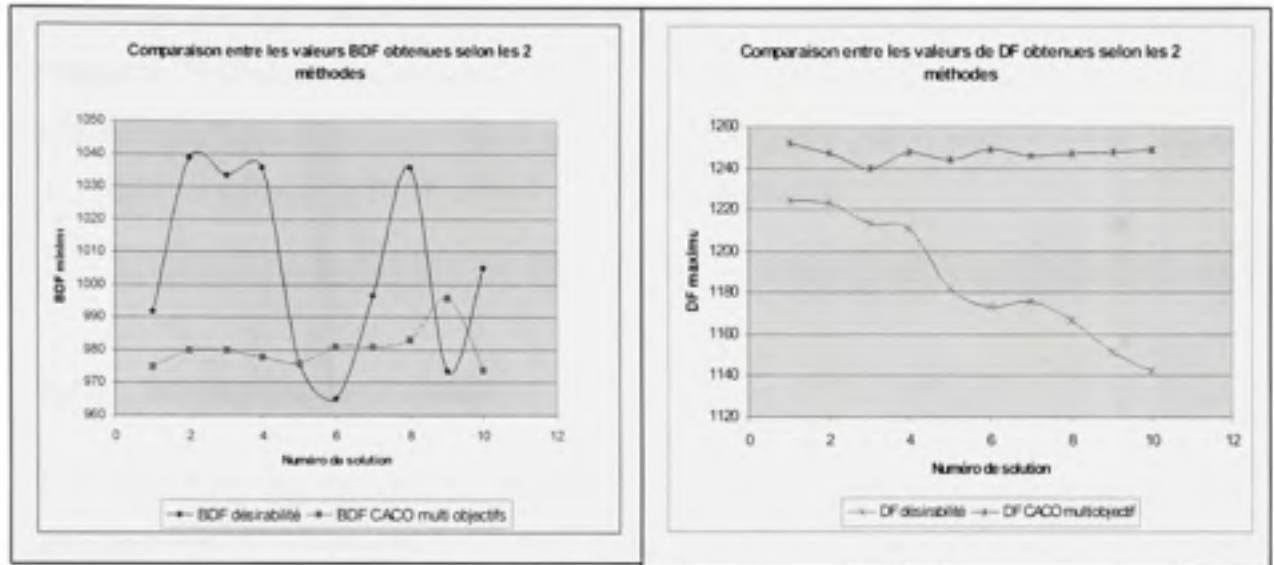 Comparaison entre les valeurs BDF obtenues selon les 2
méthodes
1050
1040
1030
1020
1010
1000
990
980
970
960
BDF minimu
0 2 4 6 8 10 12
Numéro de solution
BDF désirabilité BDF CACO multi objectifs
Comparaison entre les valeurs de DF obtenues selon les 2
méthodes
1260
1240
1220
1200
1180
1160
1140
1120
DF maximu
0 2 4 6 8 10 12
Numéro de solution
DF désirabilité DF CACO multiobjectif